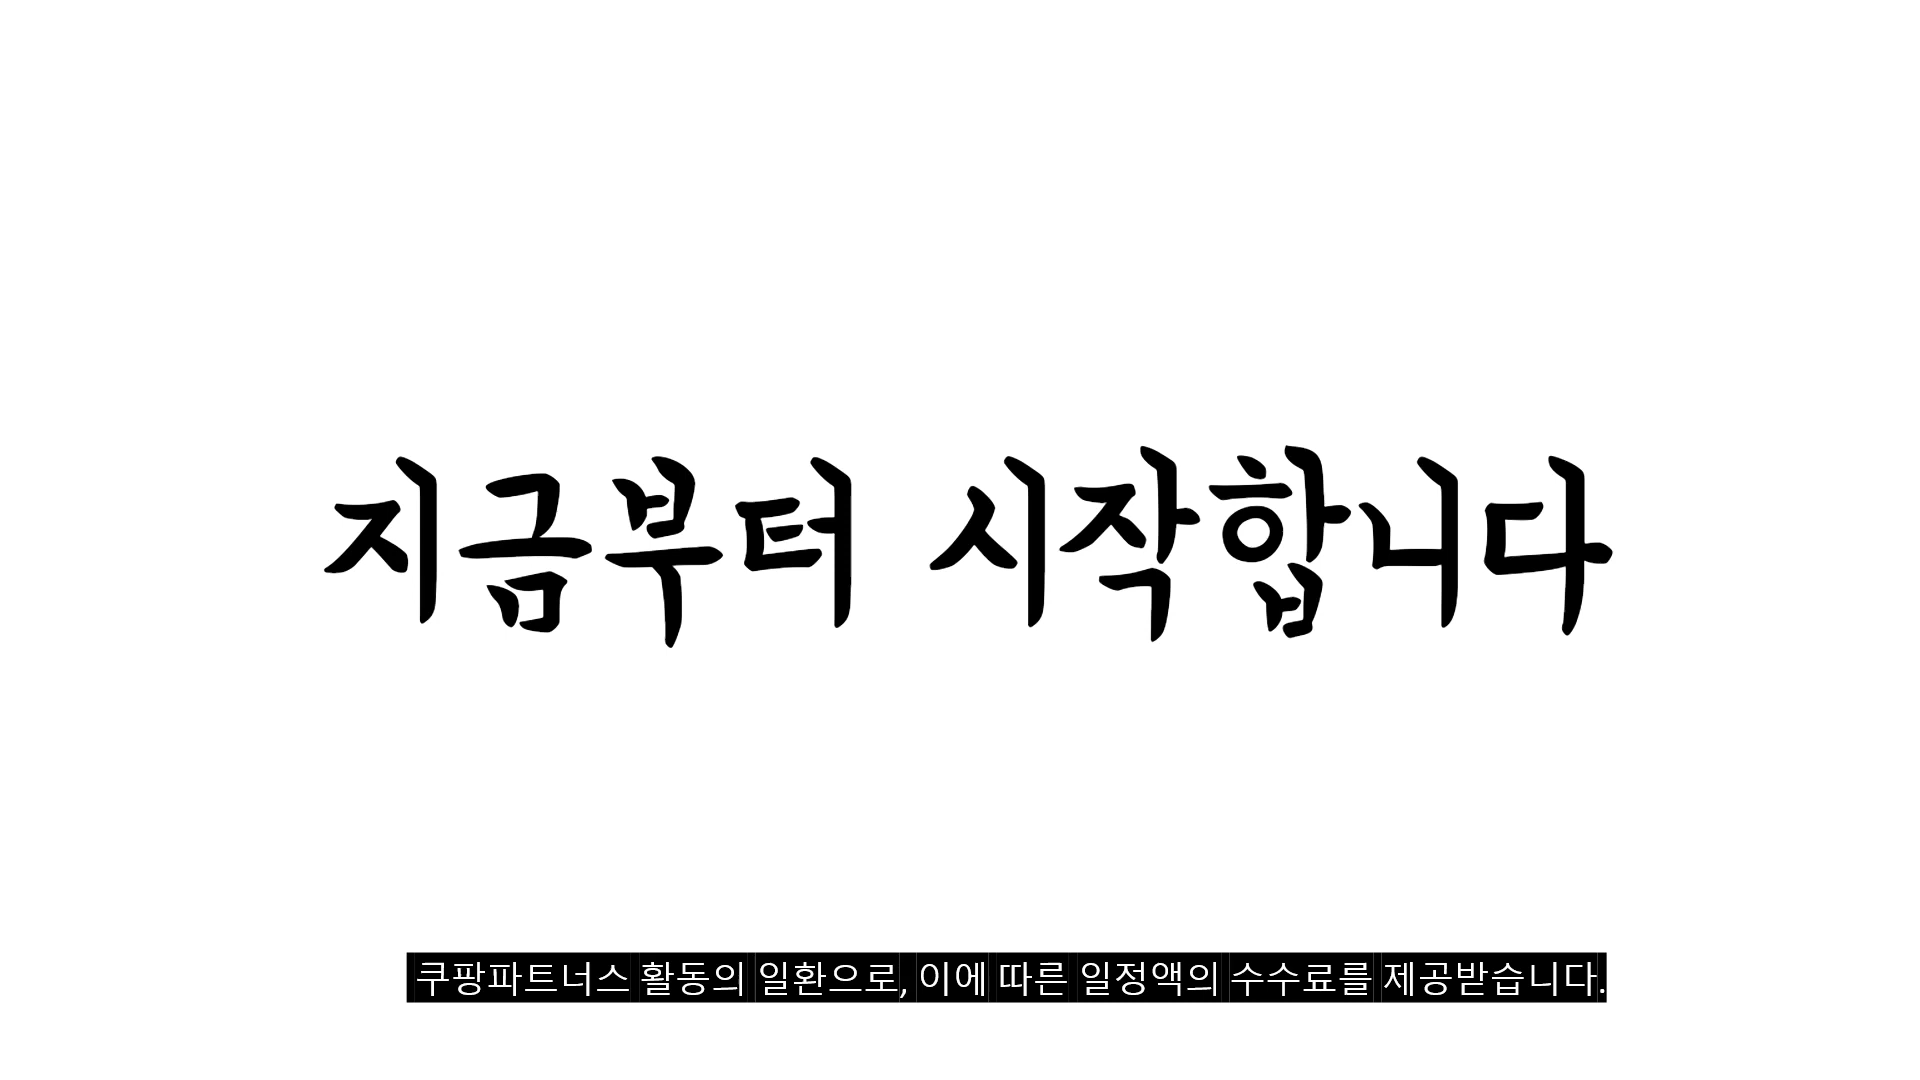 지금부터 시작합니다
쿠팡파트너스 활동의 일환으로, 이에 따른 일정액의 수수료를 제공받습니다.